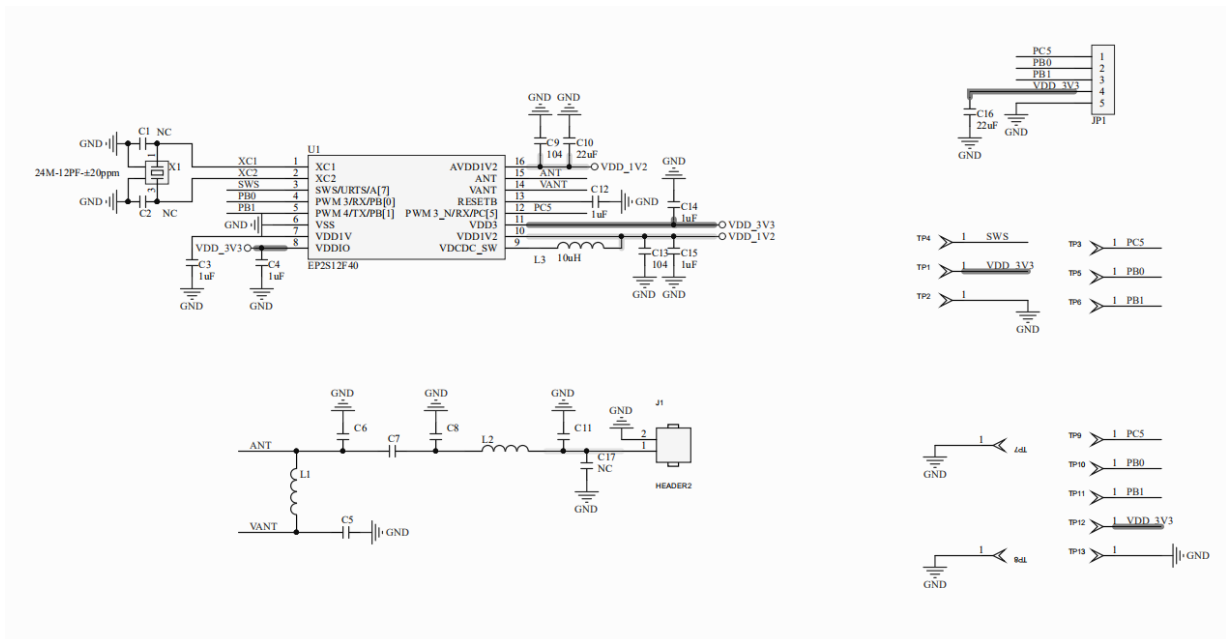 GND
C1
NC
X1
1
3
24M-12PF-±20ppm
GND
C2
NC
U1
XC1
1
XC1
XC2
2
XC2
SWS
3
SWS/URTS/A[7]
PB0
4
PWM 3/RX/PB[0]
PB1
5
PWM 4/TX/PB[1]
GND
6
VSS
7
VDD1V
VDD_3V3
8
VDDIO
EP2S12F40
C3
1uF
GND
C4
1uF
GND
GND
GND
C9
104
C10
22uF
AVDD1V2
16
VDD_1V2
ANT
15
ANT
VANT
14
VANT
RESETB
13
C12
1uF
GND
PWM 3_N/RX/PC[5]
12
PC5
VDD3
11
VDD_3V3
VDD1V2
10
VDD_1V2
VDCDC_SW
9
L3
10uH
GND
C14
1uF
C13
104
GND
C15
1uF
GND
PC5
1
PB0
2
PB1
3
VDD_3V3
4
5
JP1
C16
22uF
GND
GND
TP4
1
SWS
TP1
1
VDD_3V3
TP2
1
GND
TP3
1
PC5
TP5
1
PB0
TP6
1
PB1
ANT
L1
VANT
C5
GND
GND
C6
C7
GND
C8
L2
GND
C11
C17
NC
GND
GND
J1
2
1
HEADER2
1
TP7
GND
1
TP8
GND
TP9
1
PC5
TP10
1
PB0
TP11
1
PB1
TP12
1
VDD_3V3
TP13
1
GND